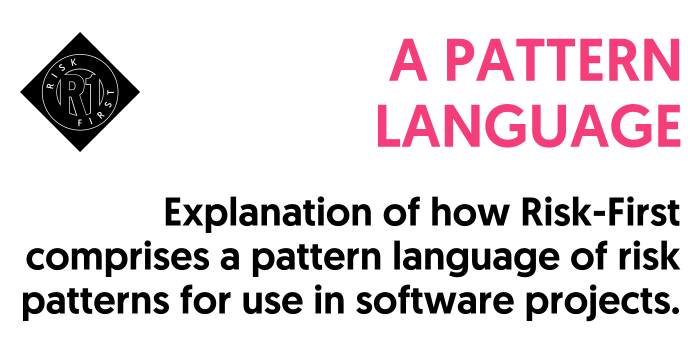 RISK
R1
FIRST
A PATTERN
LANGUAGE
Explanation of how Risk-First
comprises a pattern language of risk
patterns for use in software projects.